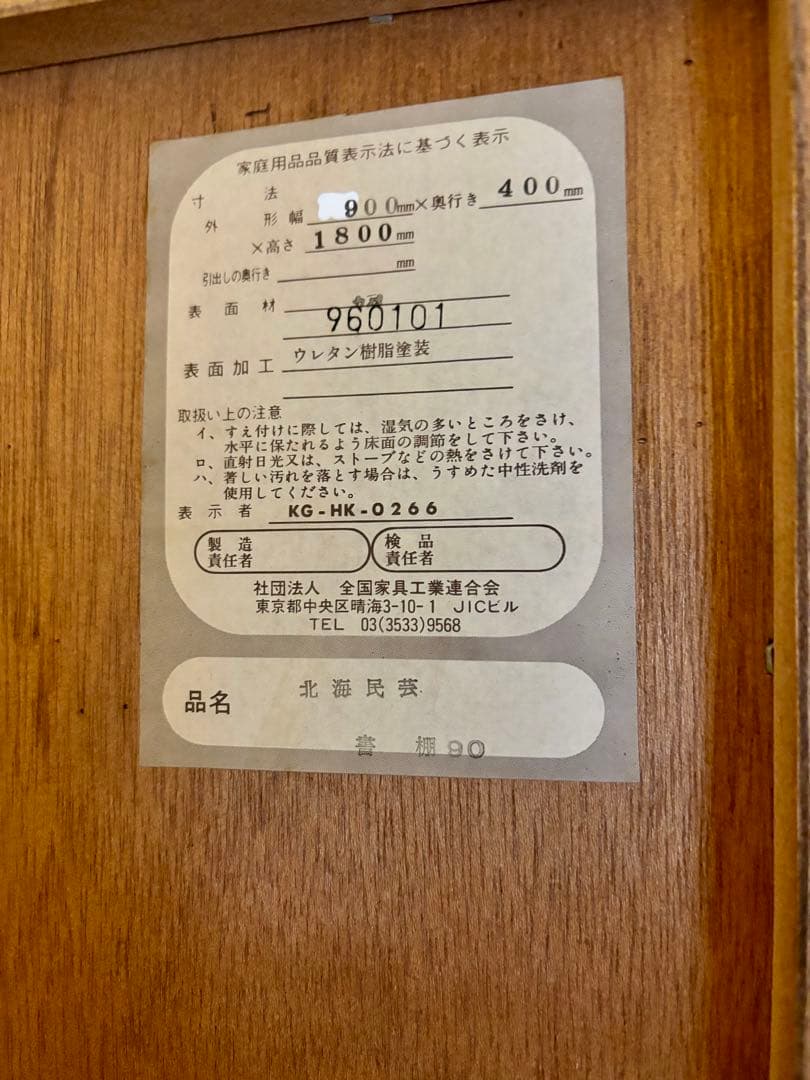 家庭用品品質表示法に基づく表示
寸法
外形幅 900mm×奥行き 400mm
×高さ 1800mm
引出しの奥行き mm
表面材
960101
表面加工 ウレタン樹脂塗装
取扱い上の注意
イ、すえ付けに際しては、湿気の多いところをさけ、
水平に保たれるよう床面の調節をして下さい。
ロ、直射日光又は、ストーブなどの熱をさけて下さい。
ハ、著しい汚れを落とす場合は、うすめた中性洗剤を
使用してください。
表示者 KG-HK-0266
製造責任者 検品責任者
社団法人 全国家具工業連合会
東京都中央区晴海3-10-1 JICビル
TEL 03(3533)9568
品名 北海民芸
書棚90